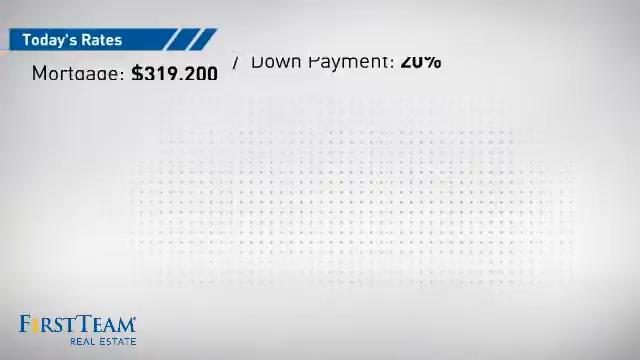 Today's Rates
Mortgage: $319,200 / Down Payment: 20%
FIRSTTEAM®
REAL ESTATE